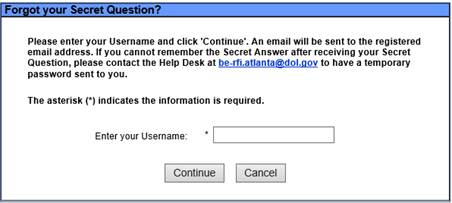 Forgot your Secret Question?
Please enter your Username and click 'Continue'. An email will be sent to the registered
email address. If you cannot remember the Secret Answer after receiving your Secret
Question, please contact the Help Desk at be-rfi.atlanta@dol.gov to have a temporary
password sent to you.
The asterisk (*) indicates the information is required.
Enter your Username: *
Continue Cancel